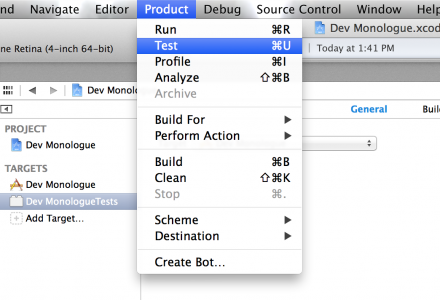 nd Navigate Editor Product Debug Source Control Window Help
ne Retina (4-inch 64-bit)
Dev Monologue.xcod
Today at 1:41 PM
Run ⌘R
Test ⌘U
Profile ⌘I
Analyze ⇧⌘B
Archive
Build For
Perform Action
Build ⌘B
Clean ⇧⌘K
Stop ⌘.
Scheme
Destination
Create Bot...
Dev Monolo
General Buil
PROJECT
Dev Monologue
TARGETS
Dev Monologue
Dev MonologueTests
Add Target...